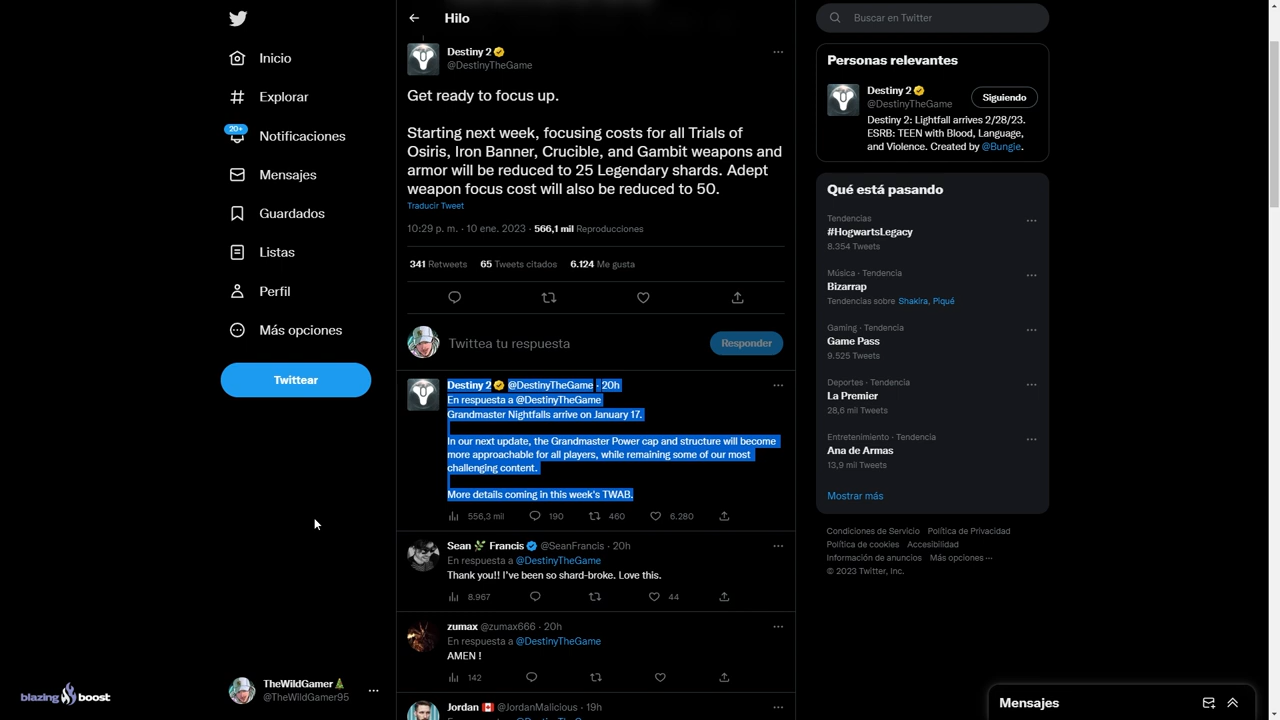 Inicio
Explorar
20+
Notificaciones
Mensajes
Guardados
Listas
Perfil
Más opciones
Twittear
TheWildGamer🎄
@TheWildGamer95
blazing boost
Hilo
Destiny 2
@DestinyTheGame
Get ready to focus up.
Starting next week, focusing costs for all Trials of
Osiris, Iron Banner, Crucible, and Gambit weapons and
armor will be reduced to 25 Legendary shards. Adept
weapon focus cost will also be reduced to 50.
Traducir Tweet
10:29 p. m. · 10 ene. 2023 · 566,1 mil Reproducciones
341 Retweets 65 Tweets citados 6.124 Me gusta
Twittea tu respuesta
Responder
Destiny 2 @DestinyTheGame · 20h
En respuesta a @DestinyTheGame
Grandmaster Nightfalls arrive on January 17.
In our next update, the Grandmaster Power cap and structure will become
more approachable for all players, while remaining some of our most
challenging content.
More details coming in this week's TWAB.
556,3 mil 190 460 6.280
Sean 🌿 Francis @SeanFrancis · 20h
En respuesta a @DestinyTheGame
Thank you!! I've been so shard-broke. Love this.
8.967 44
zumax @zumax666 · 20h
En respuesta a @DestinyTheGame
AMEN !
142
Jordan 🇨🇦 @JordanMalicious · 19h
Buscar en Twitter
Personas relevantes
Destiny 2
@DestinyTheGame
Siguiendo
Destiny 2: Lightfall arrives 2/28/23.
ESRB: TEEN with Blood, Language,
and Violence. Created by @Bungie.
Qué está pasando
Tendencias
#HogwartsLegacy
8.354 Tweets
Música · Tendencia
Bizarrap
Tendencias sobre Shakira, Piqué
Gaming · Tendencia
Game Pass
9.525 Tweets
Deportes · Tendencia
La Premier
28,6 mil Tweets
Entretenimiento · Tendencia
Ana de Armas
13,9 mil Tweets
Mostrar más
Condiciones de Servicio Política de Privacidad
Política de cookies Accesibilidad
Información de anuncios Más opciones ···
© 2023 Twitter, Inc.
Mensajes